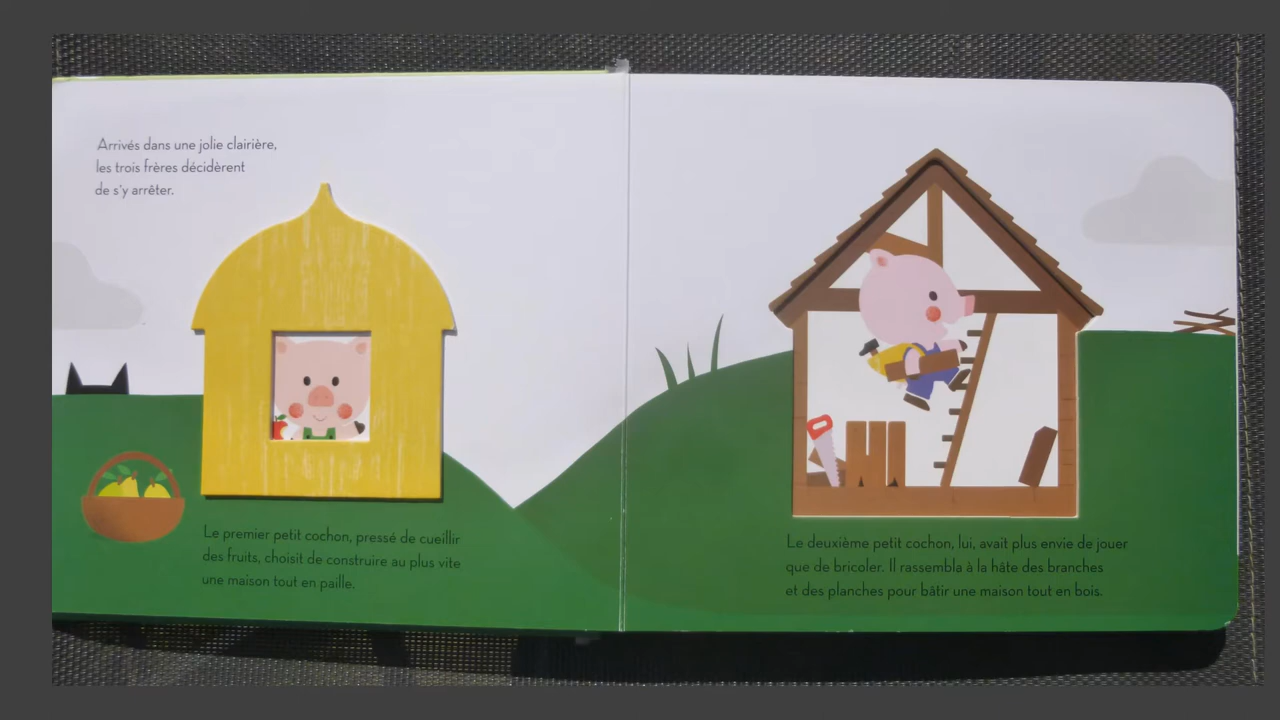 Arrivés dans une jolie clairière,
les trois frères décidèrent
de s'y arrêter.
Le premier petit cochon, pressé de cueillir
des fruits, choisit de construire au plus vite
une maison tout en paille.
Le deuxième petit cochon, lui, avait plus envie de jouer
que de bricoler. Il rassembla à la hâte des branches
et des planches pour bâtir une maison tout en bois.